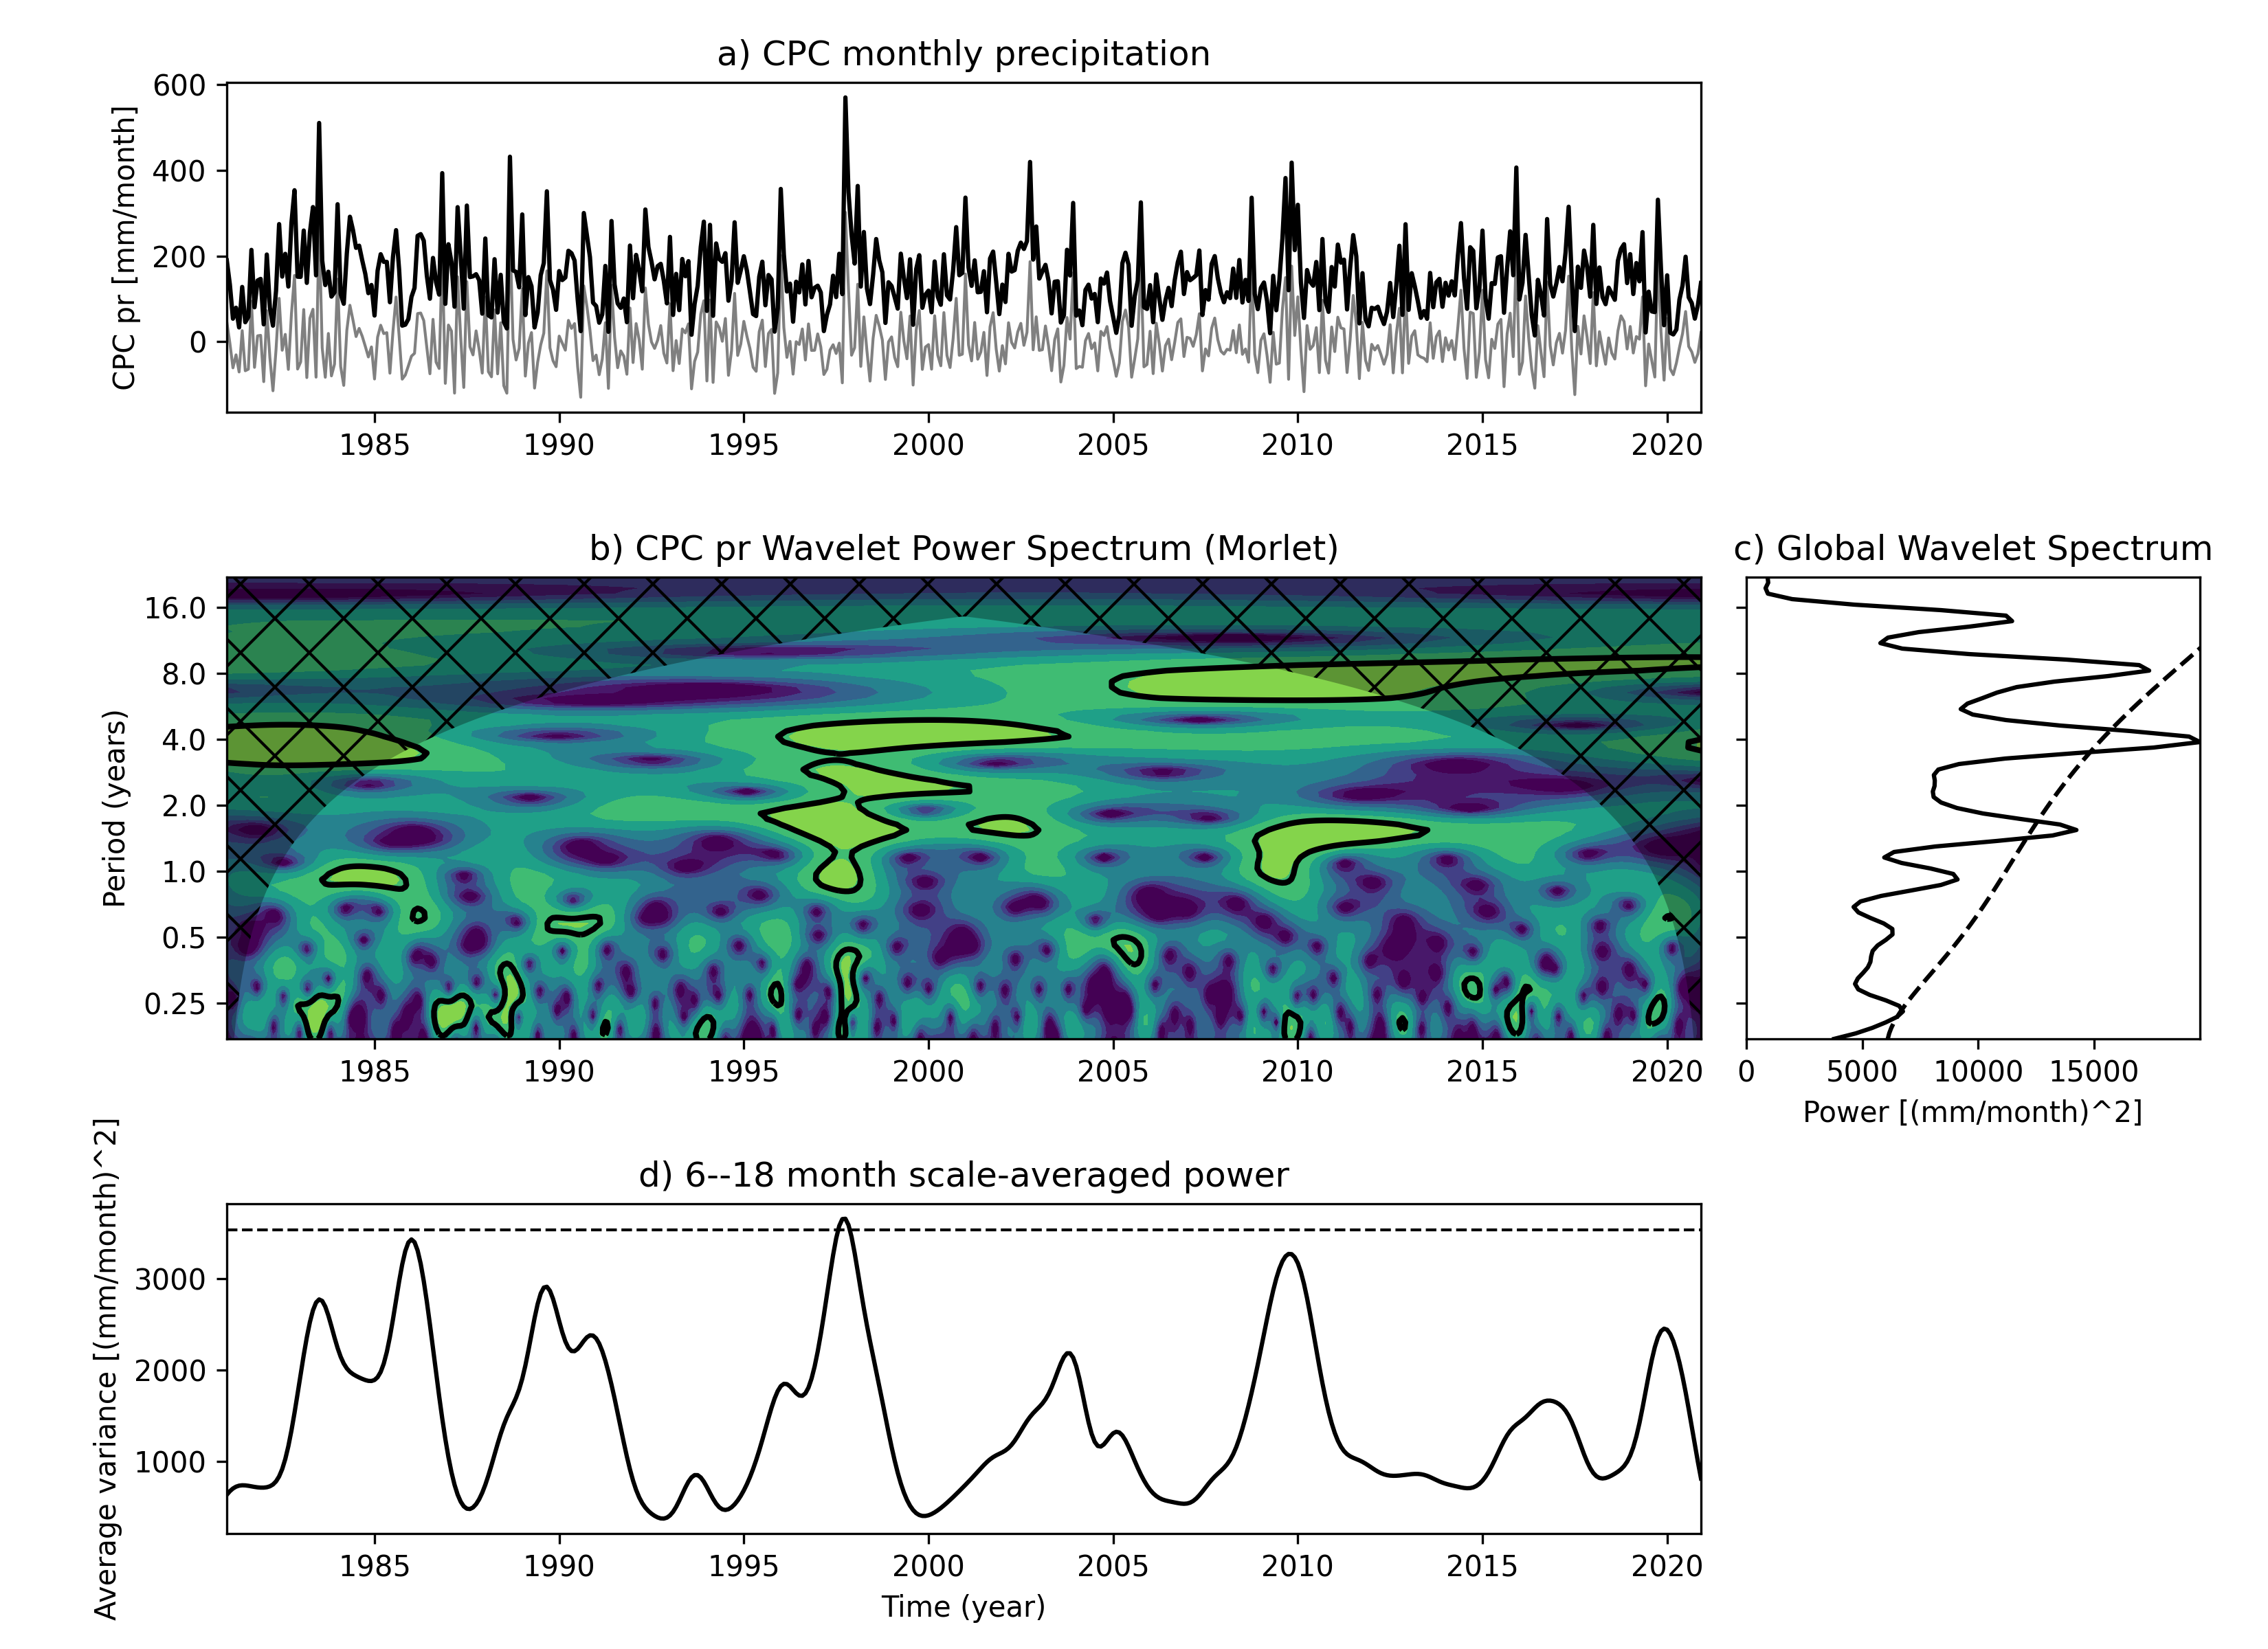 a) CPC monthly precipitation
CPC pr [mm/month]
600
400
200
0
1985 1990 1995 2000 2005 2010 2015 2020
b) CPC pr Wavelet Power Spectrum (Morlet)
Period (years)
16.0
8.0
4.0
2.0
1.0
0.5
0.25
1985 1990 1995 2000 2005 2010 2015 2020
c) Global Wavelet Spectrum
0 5000 10000 15000
Power [(mm/month)^2]
d) 6--18 month scale-averaged power
Average variance [(mm/month)^2]
3000
2000
1000
1985 1990 1995 2000 2005 2010 2015 2020
Time (year)